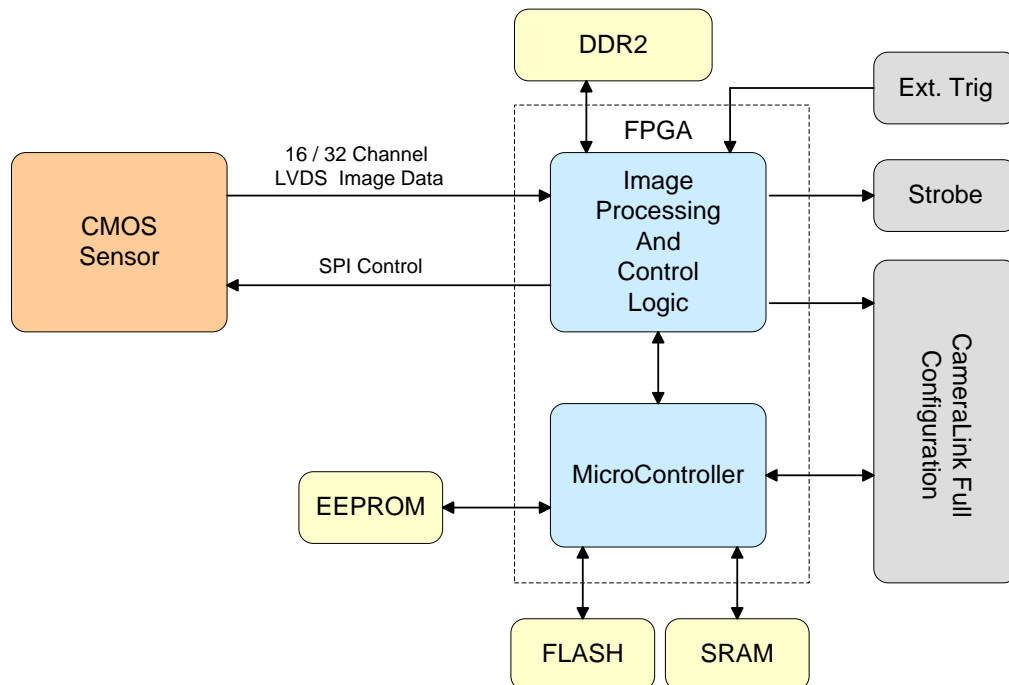 DDR2
Ext. Trig
FPGA
16 / 32 Channel
LVDS  Image Data
Image
Processing
And
Control
Logic
Strobe
CMOS
Sensor
SPI Control
CameraLink Full
Configuration
MicroController
EEPROM
FLASH
SRAM